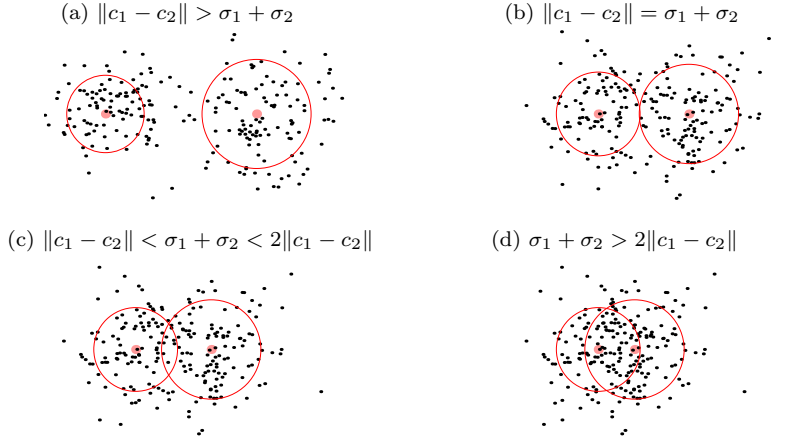 (a) ‖c₁ − c₂‖ > σ₁ + σ₂
(b) ‖c₁ − c₂‖ = σ₁ + σ₂
(c) ‖c₁ − c₂‖ < σ₁ + σ₂ < 2‖c₁ − c₂‖
(d) σ₁ + σ₂ > 2‖c₁ − c₂‖